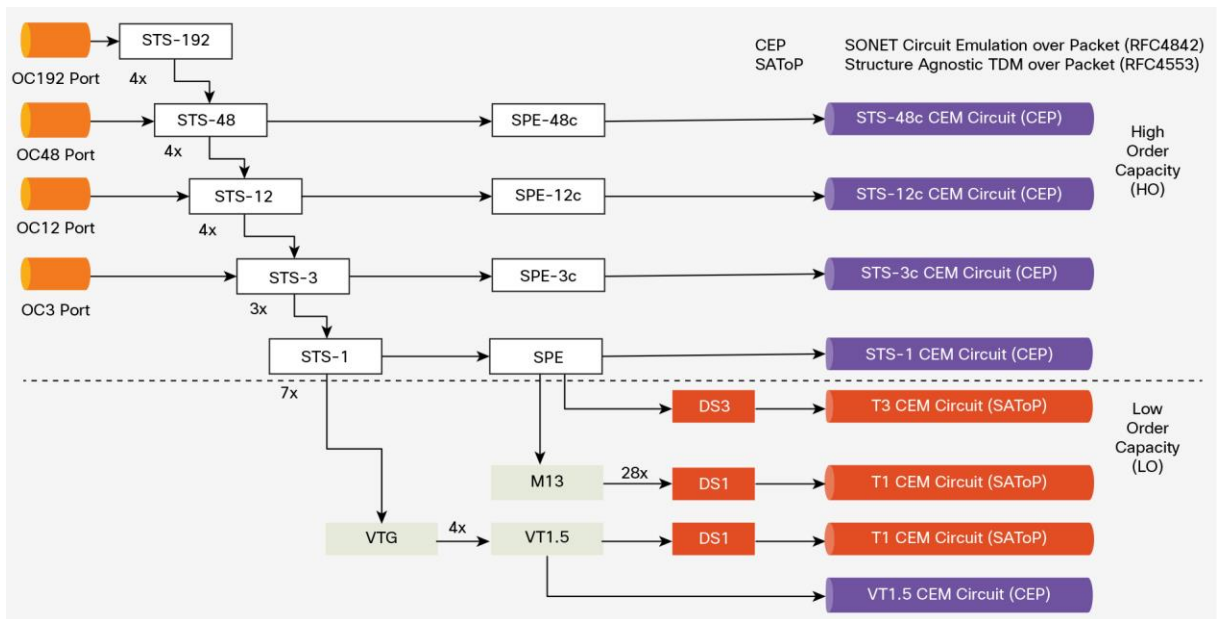 STS-192
CEP SONET Circuit Emulation over Packet (RFC4842)
OC192 Port
4x
SAToP Structure Agnostic TDM over Packet (RFC4553)
STS-48
SPE-48c
STS-48c CEM Circuit (CEP)
High
Order
Capacity
(HO)
OC48 Port
4x
STS-12
SPE-12c
STS-12c CEM Circuit (CEP)
OC12 Port
4x
STS-3
SPE-3c
STS-3c CEM Circuit (CEP)
OC3 Port
3x
STS-1
SPE
STS-1 CEM Circuit (CEP)
7x
DS3
T3 CEM Circuit (SAToP)
Low
Order
Capacity
(LO)
M13
28x
DS1
T1 CEM Circuit (SAToP)
VTG
4x
VT1.5
DS1
T1 CEM Circuit (SAToP)
VT1.5 CEM Circuit (CEP)